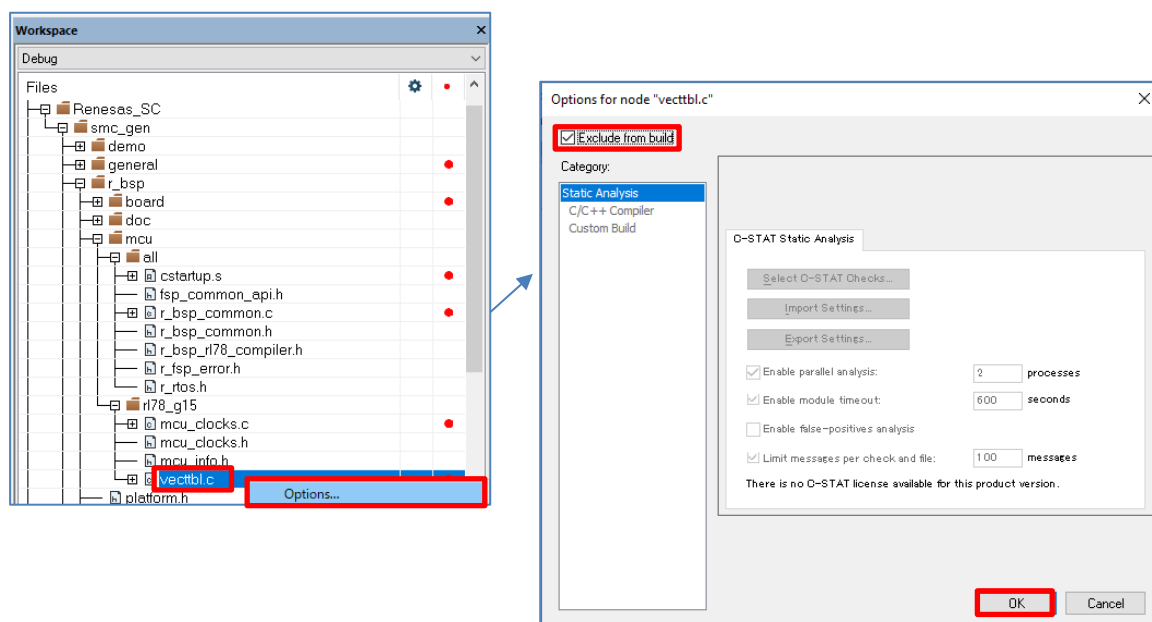 Workspace
Debug
Files
Renesas_SC
smc_gen
demo
general
r_bsp
board
doc
mcu
all
cstartup.s
fsp_common_api.h
r_bsp_common.c
r_bsp_common.h
r_bsp_rl78_compiler.h
r_fsp_error.h
r_rtos.h
rl78_g15
mcu_clocks.c
mcu_clocks.h
mcu_info.h
vecttbl.c
Options...
platform.h
Options for node "vecttbl.c"
Exclude from build
Category:
Static Analysis
C/C++ Compiler
Custom Build
C-STAT Static Analysis
Select C-STAT Checks...
Import Settings...
Export Settings...
Enable parallel analysis: 2 processes
Enable module timeout: 600 seconds
Enable false-positives analysis
Limit messages per check and file: 100 messages
There is no C-STAT license available for this product version.
OK Cancel